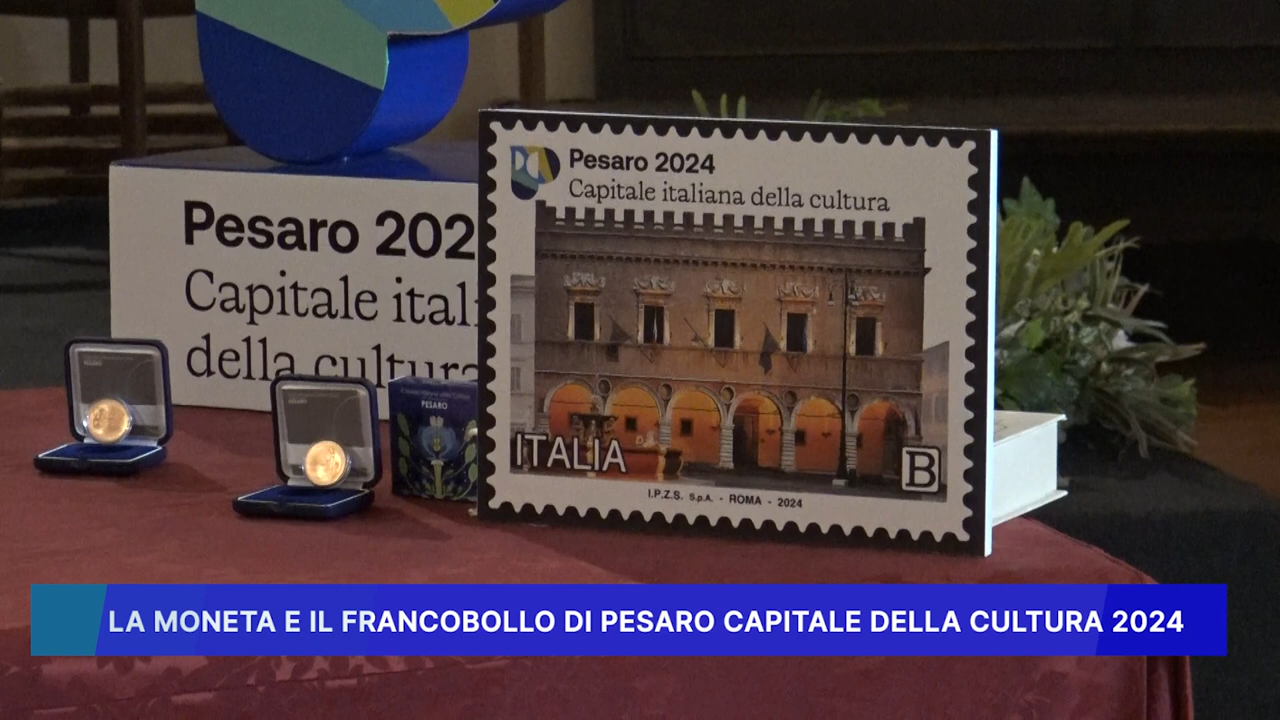 Pesaro 202
Capitale ital
della cultura
Pesaro 2024
Capitale italiana della cultura
ITALIA
B
I.P.Z.S. S.p.A. - ROMA - 2024
PESARO
LA MONETA E IL FRANCOBOLLO DI PESARO CAPITALE DELLA CULTURA 2024